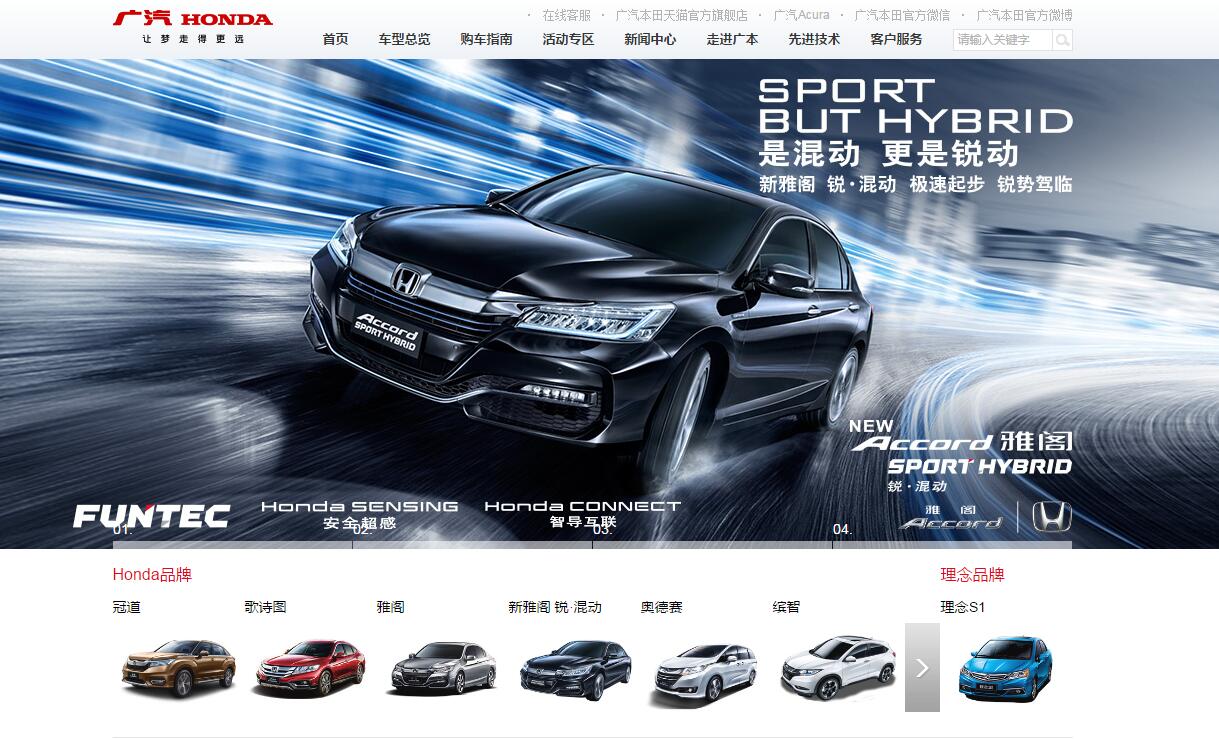 广汽 HONDA
让梦走得更远
· 在线客服 · 广汽本田天猫官方旗舰店 · 广汽Acura · 广汽本田官方微信 · 广汽本田官方微博
首页 车型总览 购车指南 活动专区 新闻中心 走进广本 先进技术 客户服务 请输入关键字
SPORT
BUT HYBRID
是混动 更是锐动
新雅阁 锐·混动 极速起步 锐势驾临
Accord
SPORT HYBRID
NEW
Accord 雅阁
SPORT HYBRID
锐·混动
FUNTEC
Honda SENSING
安全超感
Honda CONNECT
智导互联
雅阁
Accord
01. 02. 03. 04.
Honda品牌 理念品牌
冠道 歌诗图 雅阁 新雅阁 锐·混动 奥德赛 缤智 理念S1